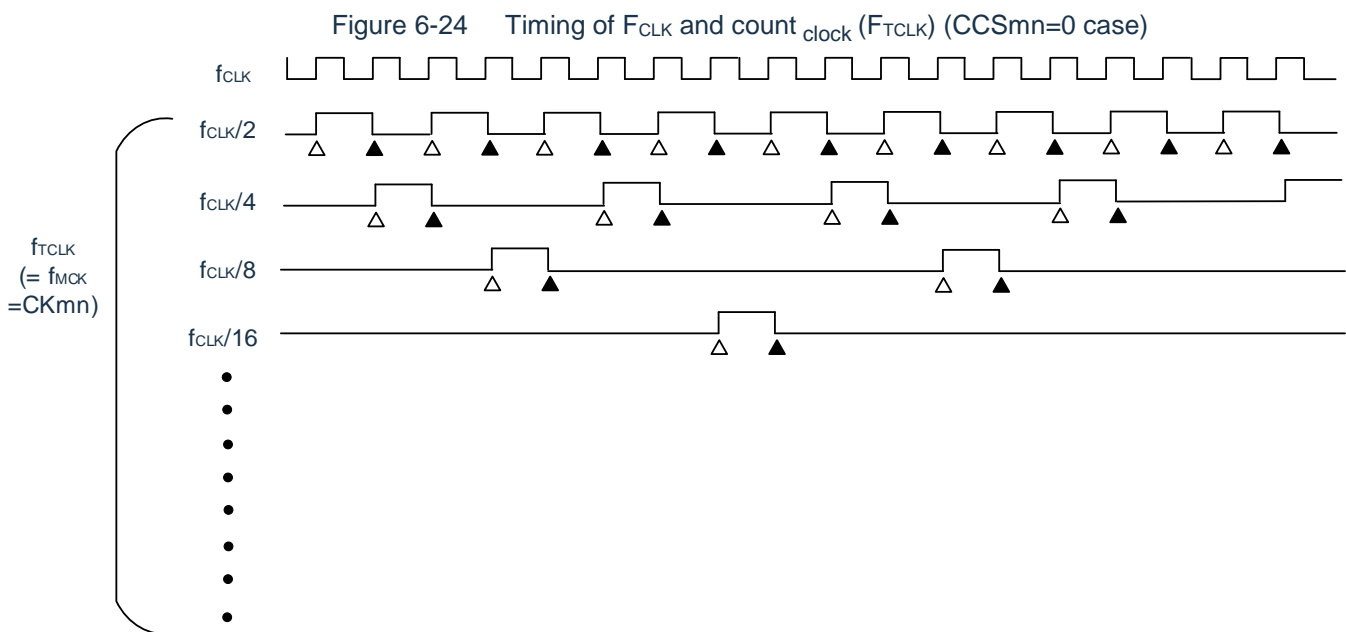 Figure 6-24 Timing of FCLK and count clock (FTCLK) (CCSmn=0 case)
fCLK
fCLK/2
fCLK/4
fTCLK
(= fMCK
=CKmn)
fCLK/8
fCLK/16